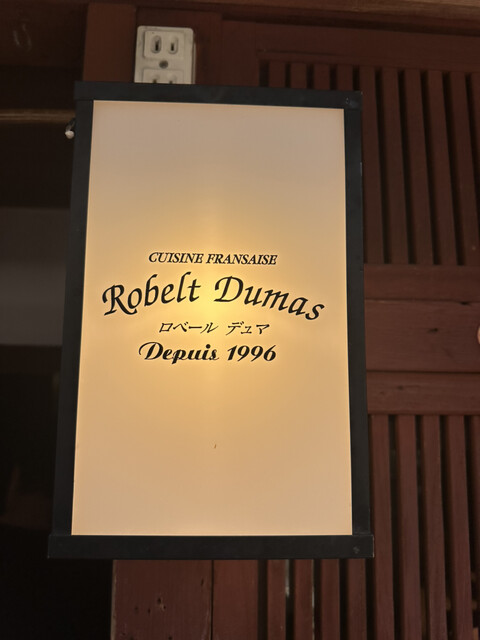 CUISINE FRANSAISE
Robelt Dumas
ロベール デュマ
Depuis 1996